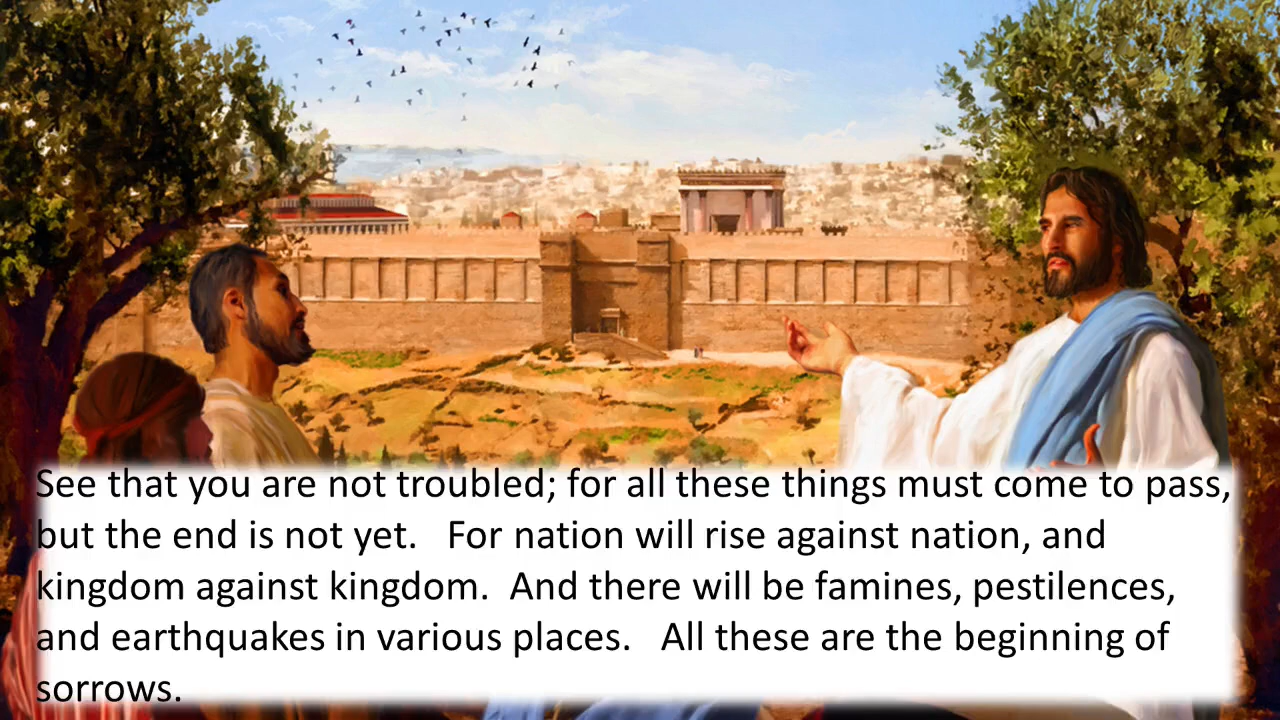 See that you are not troubled; for all these things must come to pass,
but the end is not yet.   For nation will rise against nation, and
kingdom against kingdom.  And there will be famines, pestilences,
and earthquakes in various places.   All these are the beginning of
sorrows.